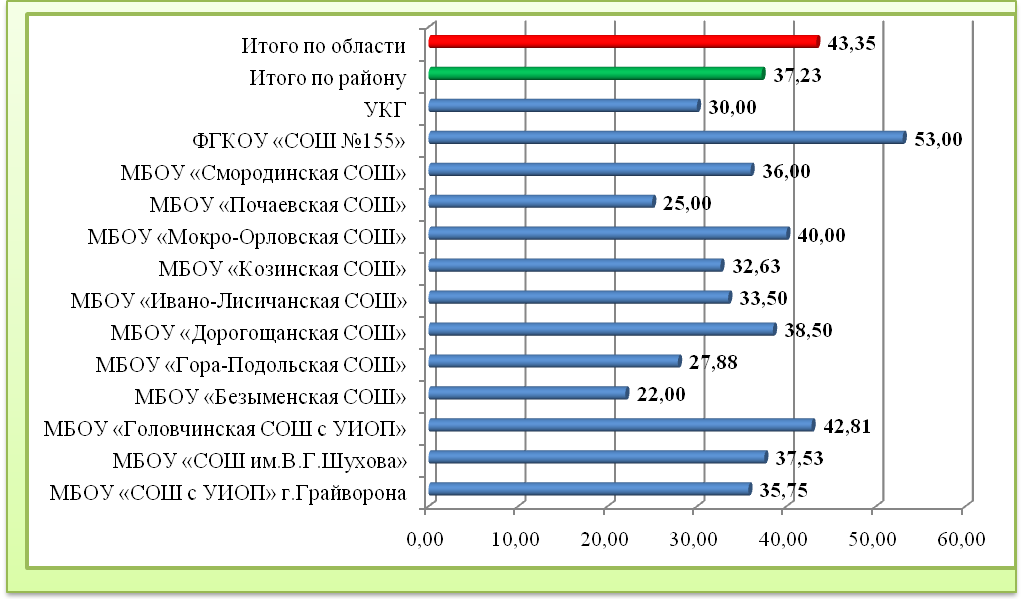 Итого по области 43,35
Итого по району 37,23
УКГ 30,00
ФГКОУ «СОШ №155» 53,00
МБОУ «Смородинская СОШ» 36,00
МБОУ «Почаевская СОШ» 25,00
МБОУ «Мокро-Орловская СОШ» 40,00
МБОУ «Козинская СОШ» 32,63
МБОУ «Ивано-Лисичанская СОШ» 33,50
МБОУ «Дорогощанская СОШ» 38,50
МБОУ «Гора-Подольская СОШ» 27,88
МБОУ «Безыменская СОШ» 22,00
МБОУ «Головчинская СОШ с УИОП» 42,81
МБОУ «СОШ им.В.Г.Шухова» 37,53
МБОУ «СОШ с УИОП» г.Грайворона 35,75
0,00 10,00 20,00 30,00 40,00 50,00 60,00